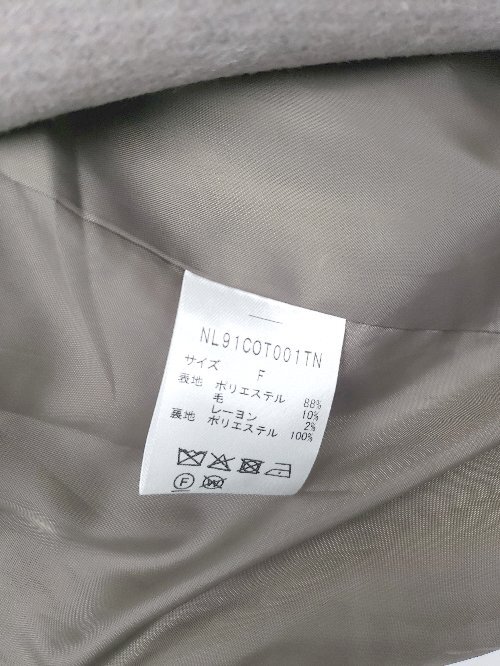 NL91COT001TN
サイズ F
表地 ポリエステル 88%
毛 10%
レーヨン 2%
裏地 ポリエステル 100%
F W